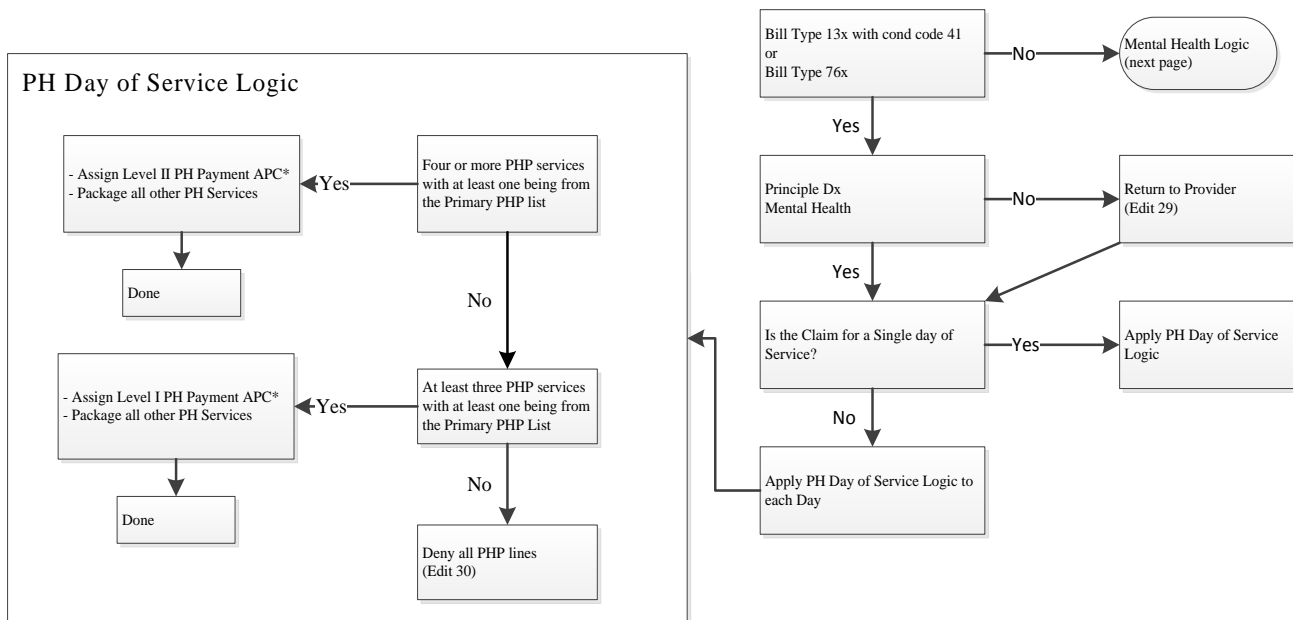 Bill Type 13x with cond code 41
or
Bill Type 76x
No
Mental Health Logic
(next page)
Yes
Principle Dx
Mental Health
No
Return to Provider
(Edit 29)
Yes
Is the Claim for a Single day of
Service?
Yes
Apply PH Day of Service
Logic
No
Apply PH Day of Service Logic to
each Day
PH Day of Service Logic
Four or more PHP services
with at least one being from
the Primary PHP list
Yes
- Assign Level II PH Payment APC*
- Package all other PH Services
Done
No
At least three PHP services
with at least one being from
the Primary PHP List
Yes
- Assign Level I PH Payment APC*
- Package all other PH Services
Done
No
Deny all PHP lines
(Edit 30)